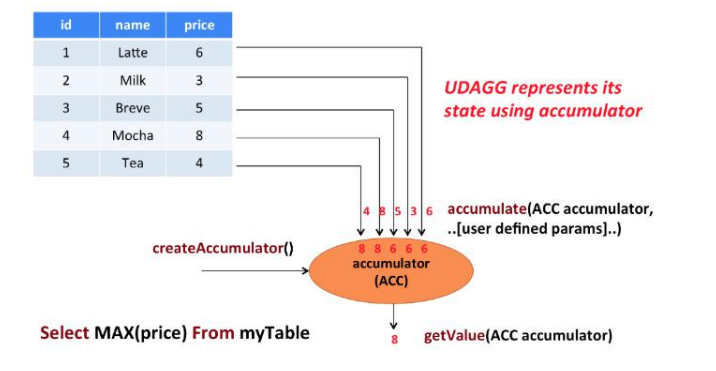 id name price
1 Latte 6
2 Milk 3
3 Breve 5
4 Mocha 8
5 Tea 4
UDAGG represents its
state using accumulator
4 8 5 3 6
accumulate(ACC accumulator,
..[user defined params]..)
createAccumulator()
8 8 6 6 6
accumulator
(ACC)
Select MAX(price) From myTable
8
getValue(ACC accumulator)